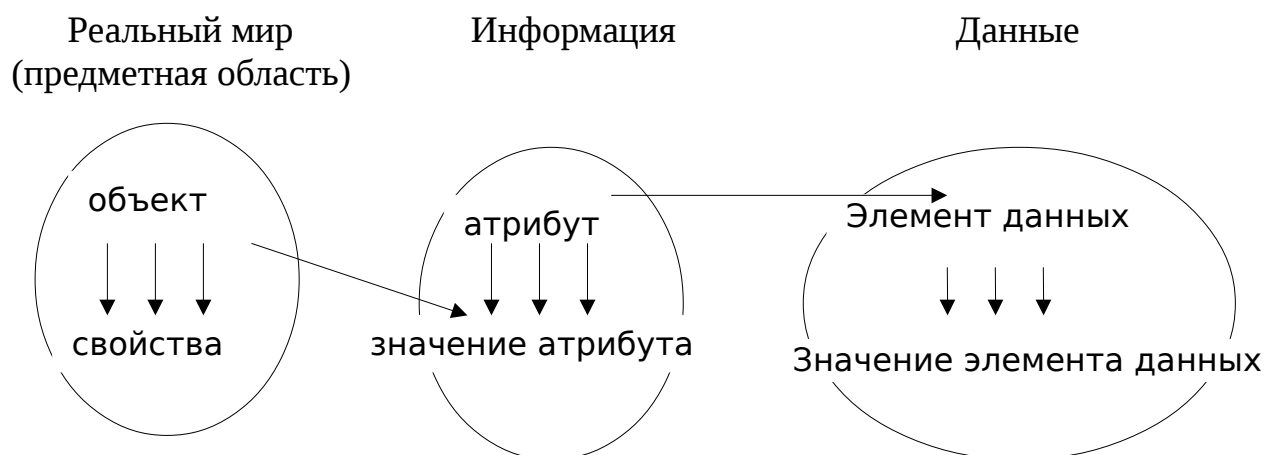 Реальный мир
(предметная область)
Информация
Данные
объект
свойства
атрибут
значение атрибута
Элемент данных
Значение элемента данных